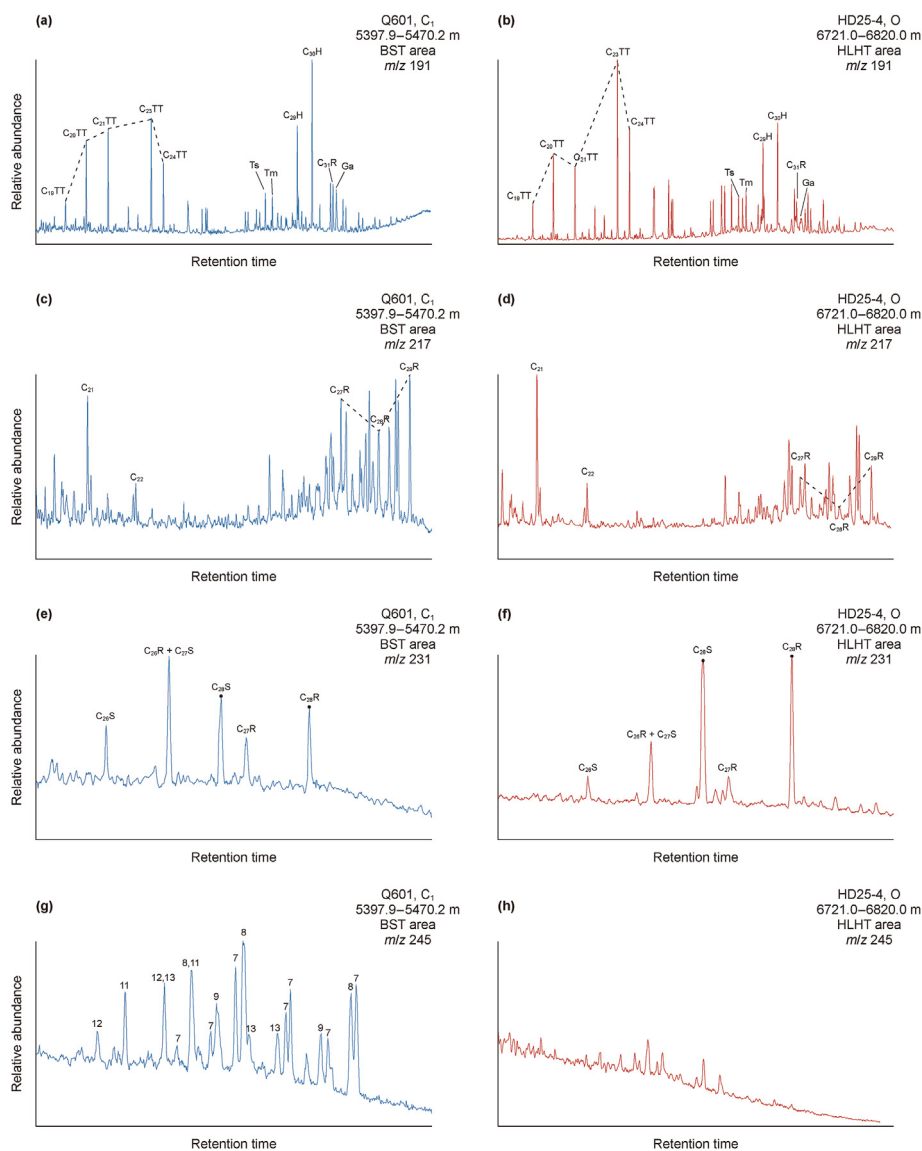 (a)
Q601, C₁
5397.9–5470.2 m
BST area
m/z 191
Relative abundance
C₁₉TT
C₂₀TT
C₂₁TT
C₂₃TT
C₂₄TT
Ts
Tm
C₂₉H
C₃₀H
C₃₁R
Ga
Retention time
(b)
HD25-4, O
6721.0–6820.0 m
HLHT area
m/z 191
C₁₉TT
C₂₀TT
C₂₁TT
C₂₃TT
C₂₄TT
Ts
Tm
C₂₉H
C₃₀H
C₃₁R
Ga
Retention time
(c)
Q601, C₁
5397.9–5470.2 m
BST area
m/z 217
Relative abundance
C₂₁
C₂₂
C₂₇R
C₂₈R
C₂₉R
Retention time
(d)
HD25-4, O
6721.0–6820.0 m
HLHT area
m/z 217
C₂₁
C₂₂
C₂₇R
C₂₈R
C₂₉R
Retention time
(e)
Q601, C₁
5397.9–5470.2 m
BST area
m/z 231
Relative abundance
C₂₆S
C₂₆R + C₂₇S
C₂₈S
C₂₇R
C₂₈R
Retention time
(f)
HD25-4, O
6721.0–6820.0 m
HLHT area
m/z 231
C₂₆S
C₂₆R + C₂₇S
C₂₈S
C₂₇R
C₂₈R
Retention time
(g)
Q601, C₁
5397.9–5470.2 m
BST area
m/z 245
Relative abundance
12
11
12,13
7
8,11
7
9
7
8
13
13
7
7
9
7
8
7
Retention time
(h)
HD25-4, O
6721.0–6820.0 m
HLHT area
m/z 245
Retention time